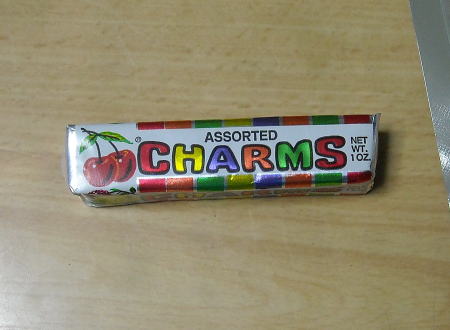 ASSORTED
® CHARMS
NET
WT.
1 OZ.